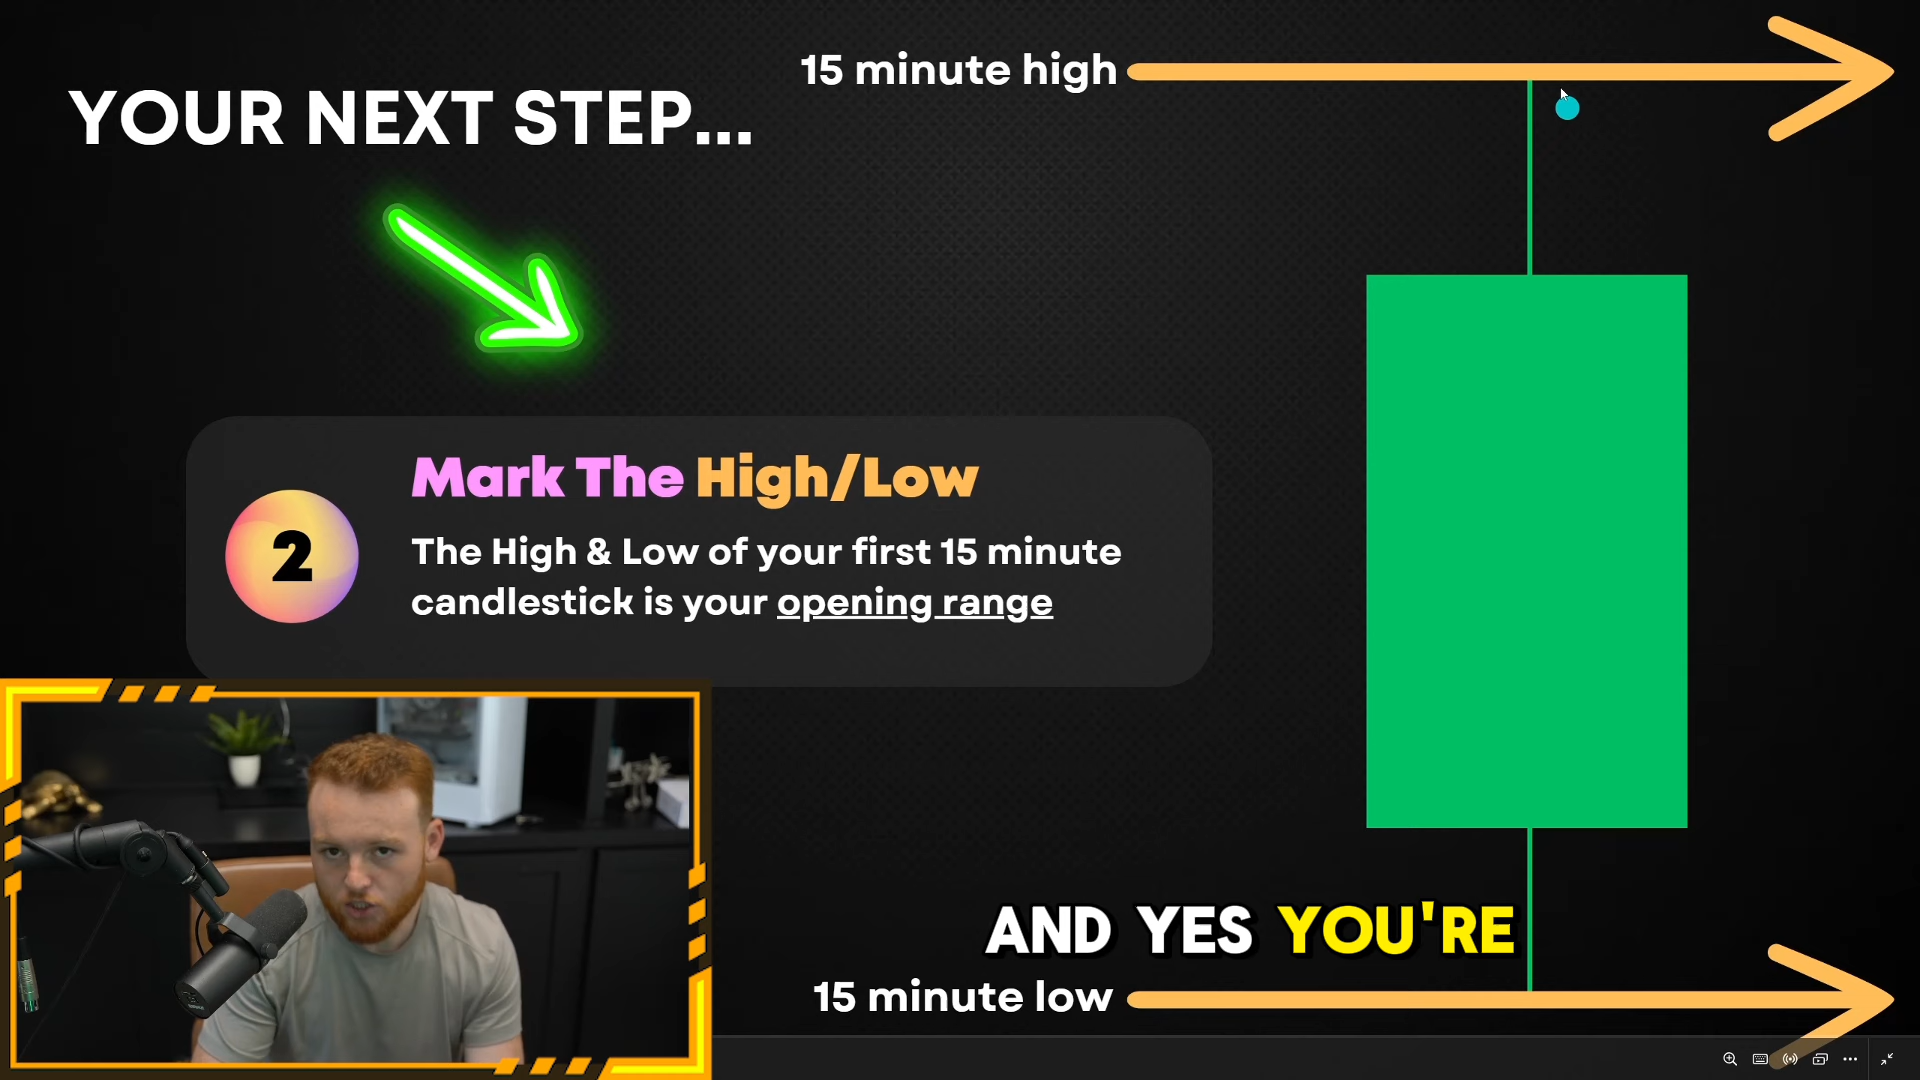 15 minute high
YOUR NEXT STEP...
Mark The High/Low
2
The High & Low of your first 15 minute
candlestick is your opening range
AND YES YOU'RE
15 minute low